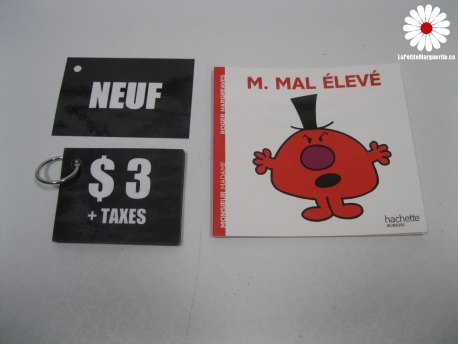 LaPetiteMarguerite.ca
NEUF
$ 3
+ TAXES
M. MAL ÉLEVÉ
MONSIEUR MADAME
ROGER HARGREAVES
hachette
JEUNESSE